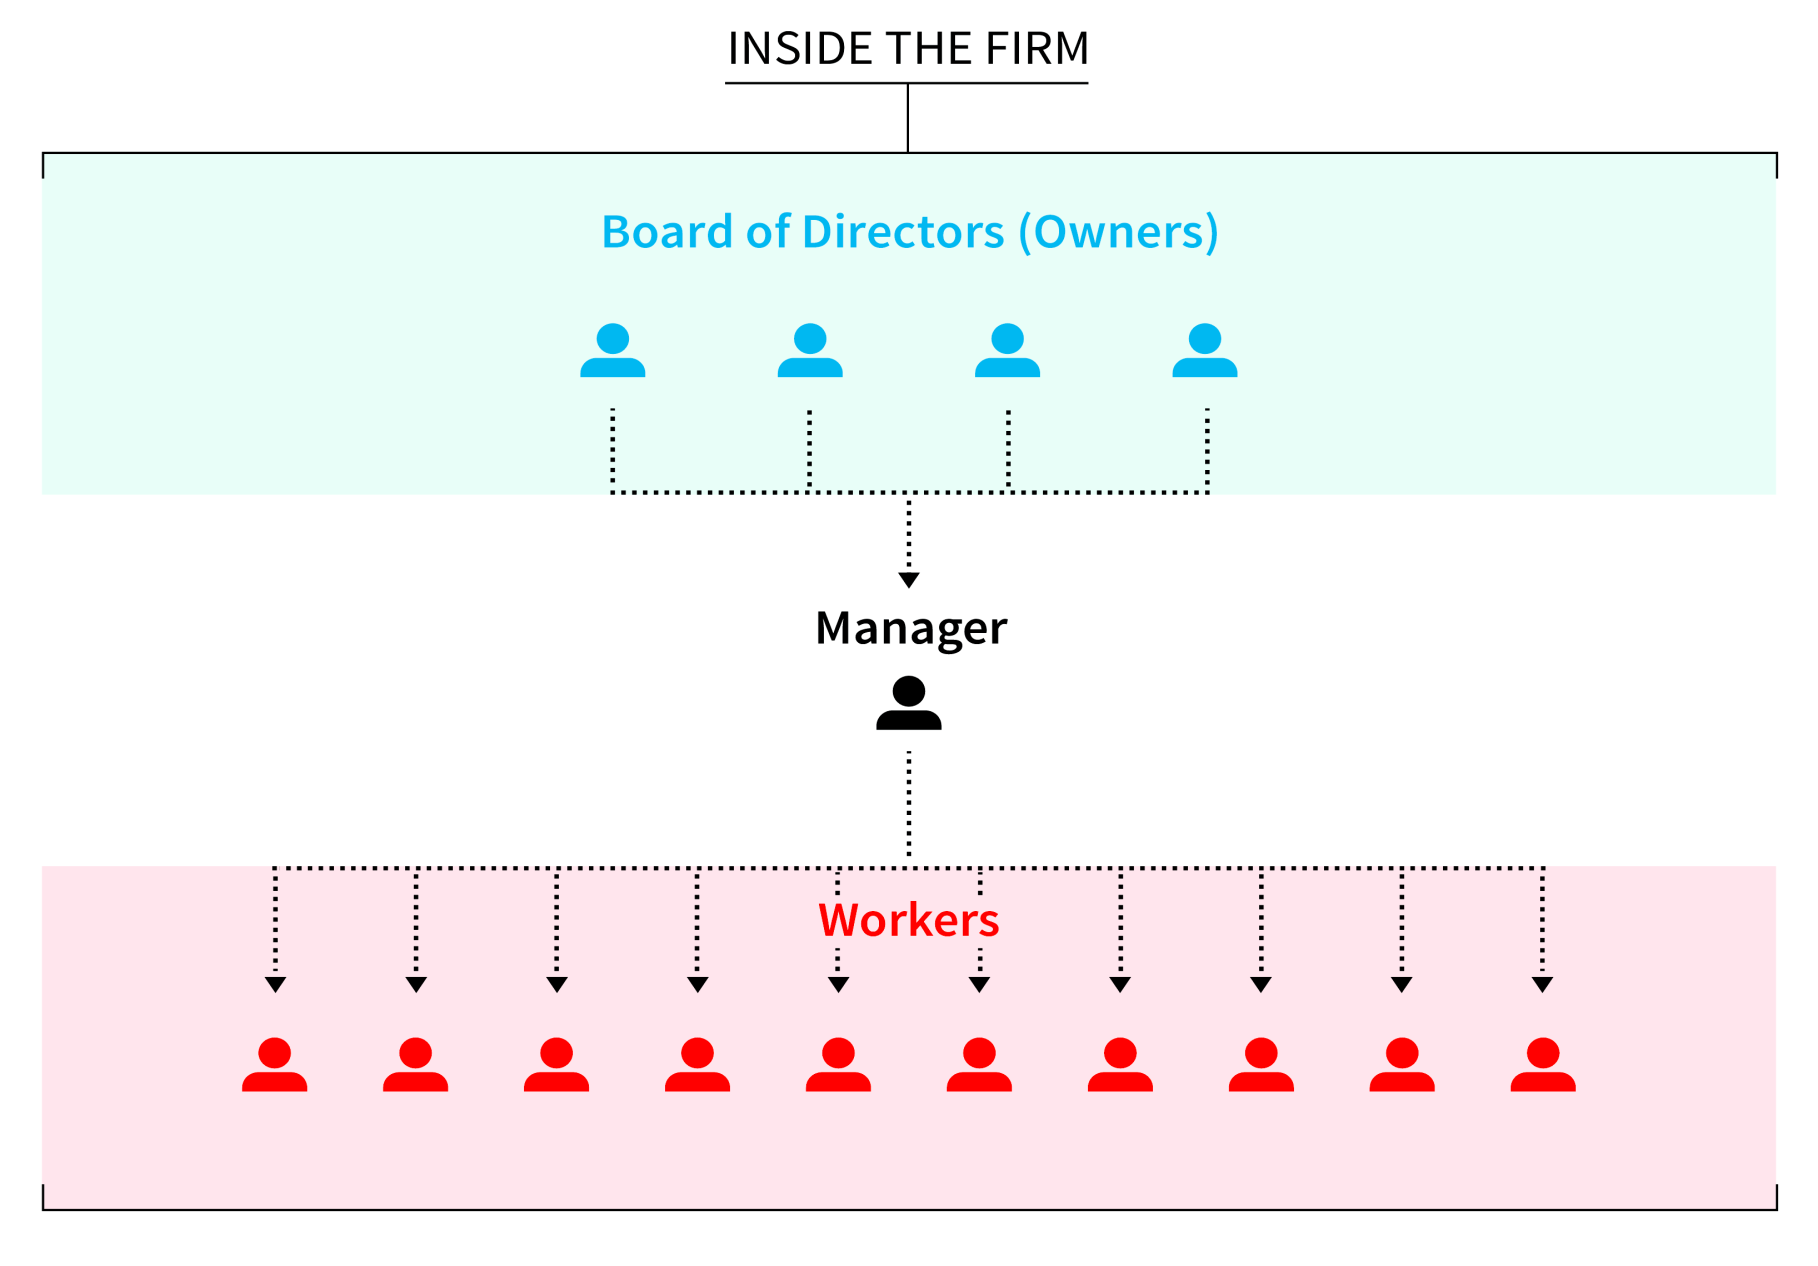 INSIDE THE FIRM
Board of Directors (Owners)
Manager
Workers